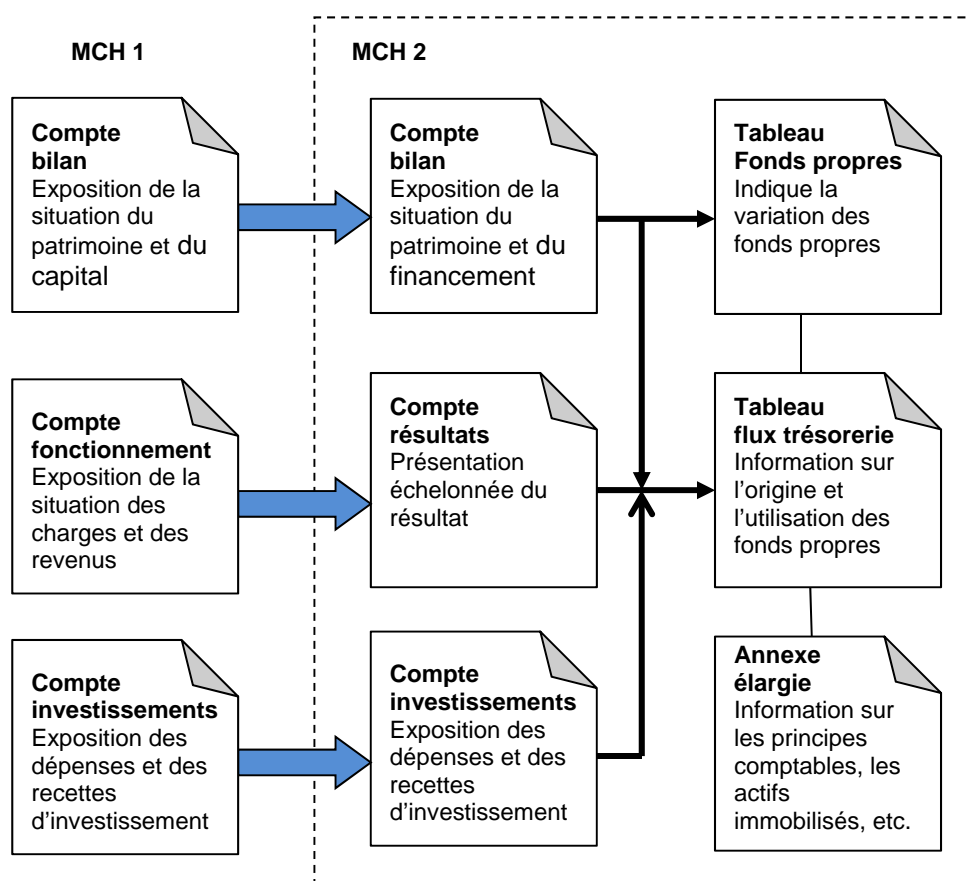 MCH 1
MCH 2
Compte
bilan
Exposition de la
situation du
patrimoine et du
capital
Compte
bilan
Exposition de la
situation du
patrimoine et du
financement
Tableau
Fonds propres
Indique la
variation des
fonds propres
Compte
fonctionnement
Exposition de la
situation des
charges et des
revenus
Compte
résultats
Présentation
échelonnée du
résultat
Tableau
flux trésorerie
Information sur
l’origine et
l’utilisation des
fonds propres
Compte
investissements
Exposition des
dépenses et des
recettes
d’investissement
Compte
investissements
Exposition des
dépenses et des
recettes
d’investissement
Annexe
élargie
Information sur
les principes
comptables, les
actifs
immobilisés, etc.